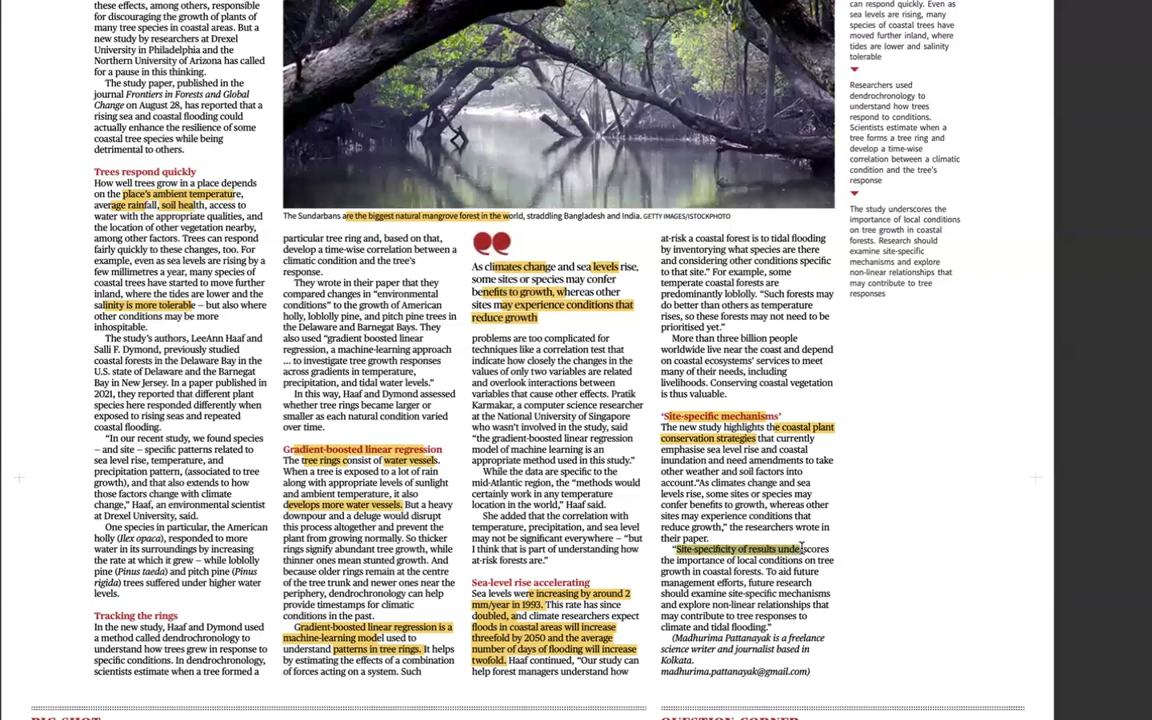 these effects, among others, responsible
for discouraging the growth of plants of
many tree species in coastal areas. But a
new study by researchers at Drexel
University in Philadelphia and the
Northern University of Arizona has called
for a pause in this thinking.
The study paper, published in the
journal Frontiers in Forests and Global
Change on August 28, has reported that a
rising sea and coastal flooding could
actually enhance the resilience of some
coastal tree species while being
detrimental to others.
Trees respond quickly
How well trees grow in a place depends
on the place's ambient temperature,
average rainfall, soil health, access to
water with the appropriate qualities, and
the location of other vegetation nearby,
among other factors. Trees can respond
fairly quickly to these changes, too. For
example, even as sea levels are rising by a
few millimetres a year, many species of
coastal trees have started to move further
inland, where the tides are lower and the
salinity is more tolerable – but also where
other conditions may be more
inhospitable.
The study's authors, LeeAnn Haaf and
Salli F. Dymond, previously studied
coastal forests in the Delaware Bay in the
U.S. state of Delaware and the Barnegat
Bay in New Jersey. In a paper published in
2021, they reported that different plant
species here responded differently when
exposed to rising seas and repeated
coastal flooding.
"In our recent study, we found species
– and site – specific patterns related to
sea level rise, temperature, and
precipitation pattern, (associated to tree
growth), and that also extends to how
those factors change with climate
change," Haaf, an environmental scientist
at Drexel University, said.
One species in particular, the American
holly (Ilex opaca), responded to more
water in its surroundings by increasing
the rate at which it grew – while loblolly
pine (Pinus taeda) and pitch pine (Pinus
rigida) trees suffered under higher water
levels.
Tracking the rings
In the new study, Haaf and Dymond used
a method called dendrochronology to
understand how trees grew in response to
specific conditions. In dendrochronology,
scientists estimate when a tree formed a
The Sundarbans are the biggest natural mangrove forest in the world, straddling Bangladesh and India. GETTY IMAGES/ISTOCKPHOTO
particular tree ring and, based on that,
develop a time-wise correlation between a
climatic condition and the tree's
response.
They wrote in their paper that they
compared changes in "environmental
conditions" to the growth of American
holly, loblolly pine, and pitch pine trees in
the Delaware and Barnegat Bays. They
also used "gradient boosted linear
regression, a machine-learning approach
... to investigate tree growth responses
across gradients in temperature,
precipitation, and tidal water levels."
In this way, Haaf and Dymond assessed
whether tree rings became larger or
smaller as each natural condition varied
over time.
Gradient-boosted linear regression
The tree rings consist of water vessels.
When a tree is exposed to a lot of rain
along with appropriate levels of sunlight
and ambient temperature, it also
develops more water vessels. But a heavy
downpour and a deluge would disrupt
this process altogether and prevent the
plant from growing normally. So thicker
rings signify abundant tree growth, while
thinner ones mean stunted growth. And
because older rings remain at the centre
of the tree trunk and newer ones near the
periphery, dendrochronology can help
provide timestamps for climatic
conditions in the past.
Gradient-boosted linear regression is a
machine-learning model used to
understand patterns in tree rings. It helps
by estimating the effects of a combination
of forces acting on a system. Such
As climates change and sea levels rise,
some sites or species may confer
benefits to growth, whereas other
sites may experience conditions that
reduce growth
problems are too complicated for
techniques like a correlation test that
indicate how closely the changes in the
values of only two variables are related
and overlook interactions between
variables that cause other effects. Pratik
Karmakar, a computer science researcher
at the National University of Singapore
who wasn't involved in the study, said
"the gradient-boosted linear regression
model of machine learning is an
appropriate method used in this study."
While the data are specific to the
mid-Atlantic region, the "methods would
certainly work in any temperature
location in the world," Haaf said.
She added that the correlation with
temperature, precipitation, and sea level
may not be significant everywhere – "but
I think that is part of understanding how
at-risk forests are."
Sea-level rise accelerating
Sea levels were increasing by around 2
mm/year in 1993. This rate has since
doubled, and climate researchers expect
floods in coastal areas will increase
threefold by 2050 and the average
number of days of flooding will increase
twofold. Haaf continued, "Our study can
help forest managers understand how
at-risk a coastal forest is to tidal flooding
by inventorying what species are there
and considering other conditions specific
to that site." For example, some
temperate coastal forests are
predominantly loblolly. "Such forests may
do better than others as temperature
rises, so these forests may not need to be
prioritised yet."
More than three billion people
worldwide live near the coast and depend
on coastal ecosystems' services to meet
many of their needs, including
livelihoods. Conserving coastal vegetation
is thus valuable.
'Site-specific mechanisms'
The new study highlights the coastal plant
conservation strategies that currently
emphasise sea level rise and coastal
inundation and need amendments to take
other weather and soil factors into
account."As climates change and sea
levels rise, some sites or species may
confer benefits to growth, whereas other
sites may experience conditions that
reduce growth," the researchers wrote in
their paper.
"Site-specificity of results underscores
the importance of local conditions on tree
growth in coastal forests. To aid future
management efforts, future research
should examine site-specific mechanisms
and explore non-linear relationships that
may contribute to tree responses to
climate and tidal flooding."
(Madhurima Pattanayak is a freelance
science writer and journalist based in
Kolkata.
madhurima.pattanayak@gmail.com)
can respond quickly. Even as
sea levels are rising, many
species of coastal trees have
moved further inland, where
tides are lower and salinity
tolerable
Researchers used
dendrochronology to
understand how trees
respond to conditions.
Scientists estimate when a
tree forms a tree ring and
develop a time-wise
correlation between a climatic
condition and the tree's
response
The study underscores the
importance of local conditions
on tree growth in coastal
forests. Research should
examine site-specific
mechanisms and explore
non-linear relationships that
may contribute to tree
responses
BIG SHOT
QUESTION CORNER